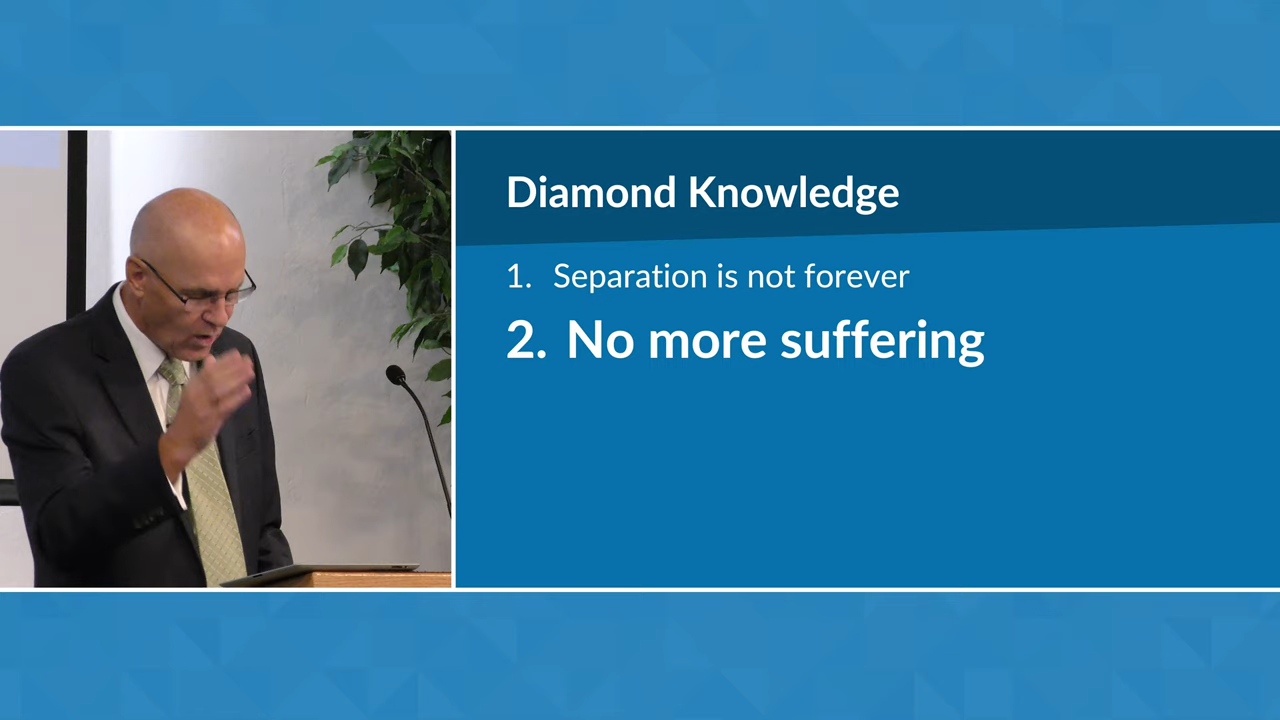 Diamond Knowledge
1. Separation is not forever
2. No more suffering